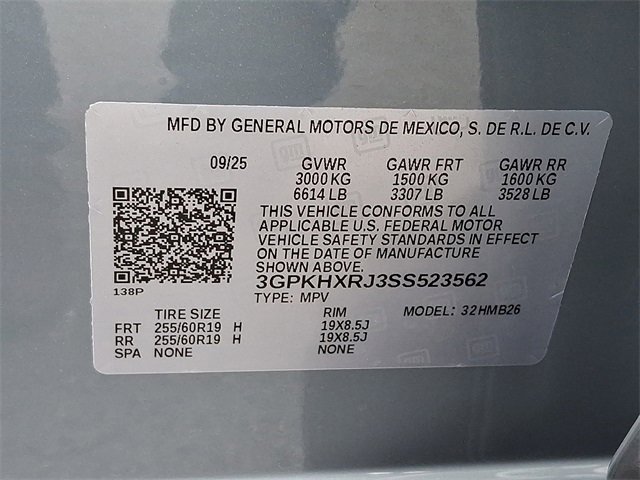 MFD BY GENERAL MOTORS DE MEXICO, S. DE R.L. DE C.V.
09/25 GVWR GAWR FRT GAWR RR
3000 KG 1500 KG 1600 KG
6614 LB 3307 LB 3528 LB
THIS VEHICLE CONFORMS TO ALL
APPLICABLE U.S. FEDERAL MOTOR
VEHICLE SAFETY STANDARDS IN EFFECT
ON THE DATE OF MANUFACTURE
SHOWN ABOVE.
3GPKHXRJ3SS523562
138P TYPE: MPV MODEL: 32HMB26
TIRE SIZE RIM
FRT 255/60R19 H 19X8.5J
RR 255/60R19 H 19X8.5J
SPA NONE NONE